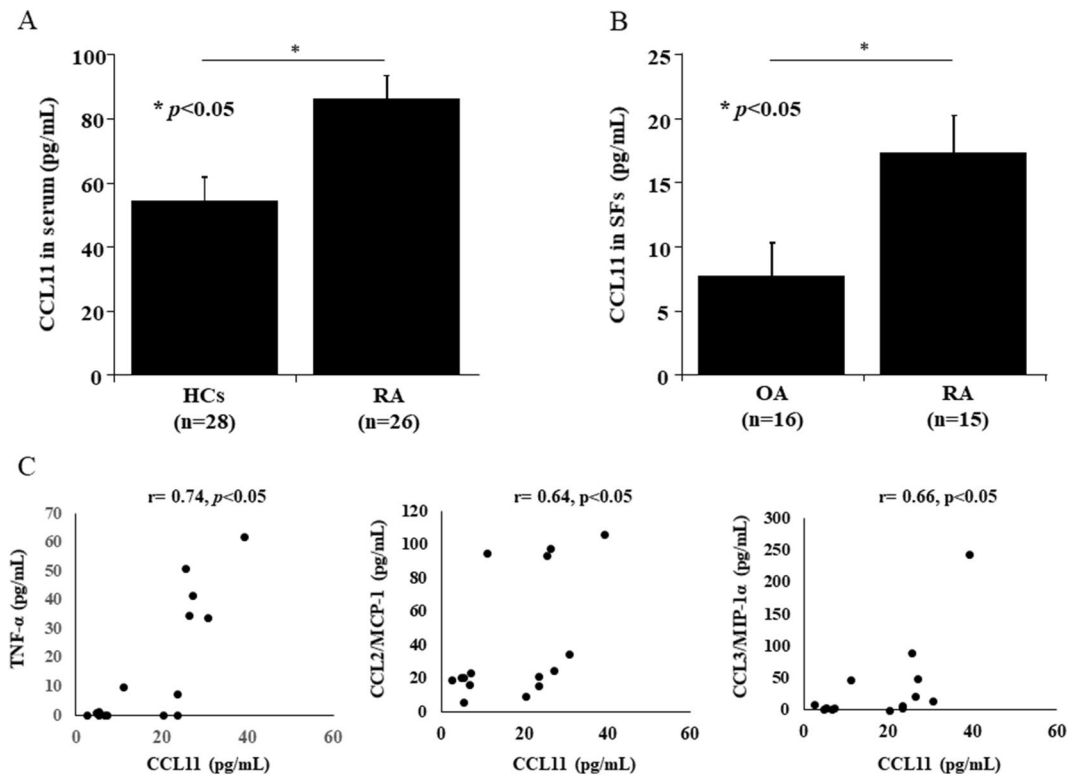 A
CCL11 in serum (pg/mL)
100
80
60
40
20
0
*
* p<0.05
HCs
(n=28)
RA
(n=26)
B
CCL11 in SFs (pg/mL)
25
20
15
10
5
0
*
* p<0.05
OA
(n=16)
RA
(n=15)
C
r= 0.74, p<0.05
TNF-α (pg/mL)
70
60
50
40
30
20
10
0
0 20 40 60
CCL11 (pg/mL)
r= 0.64, p<0.05
CCL2/MCP-1 (pg/mL)
120
100
80
60
40
20
0
0 20 40 60
CCL11 (pg/mL)
r= 0.66, p<0.05
CCL3/MIP-1α (pg/mL)
300
250
200
150
100
50
0
0 20 40 60
CCL11 (pg/mL)